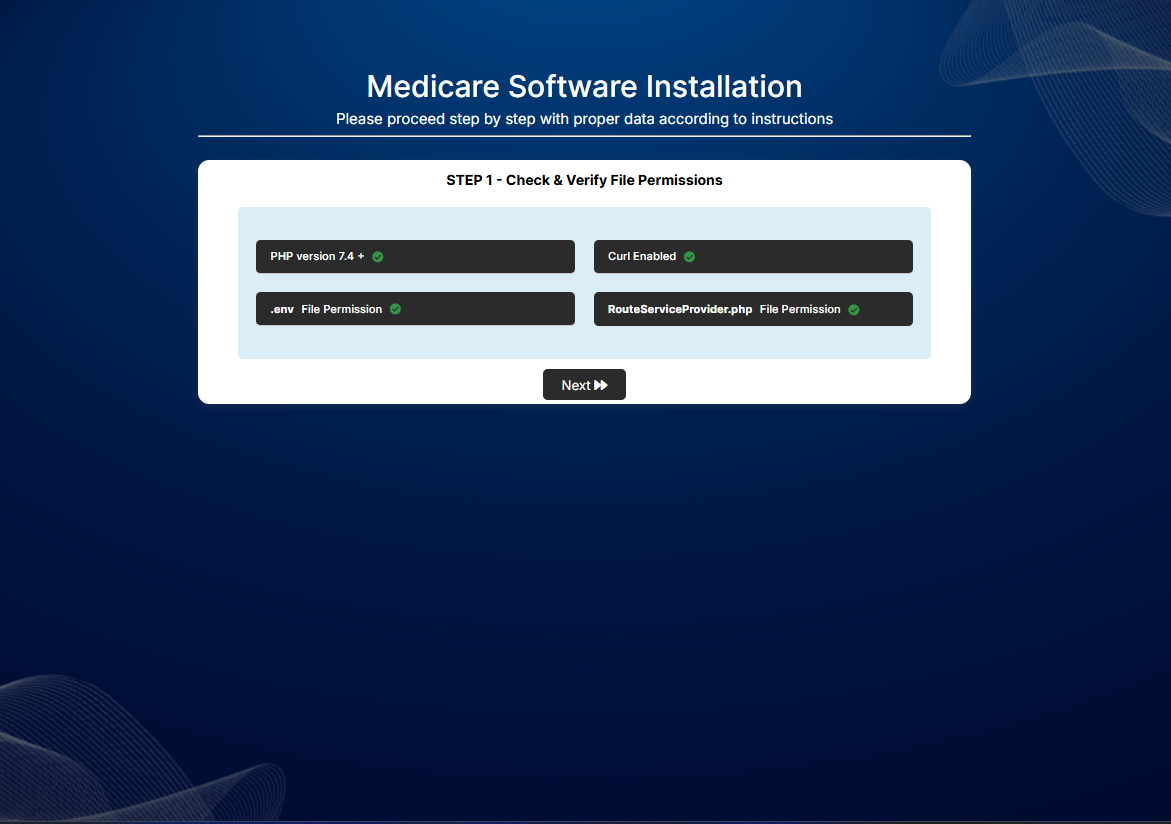 Medicare Software Installation
Please proceed step by step with proper data according to instructions
STEP 1 - Check & Verify File Permissions
PHP version 7.4 +
Curl Enabled
.env File Permission
RouteServiceProvider.php File Permission
Next